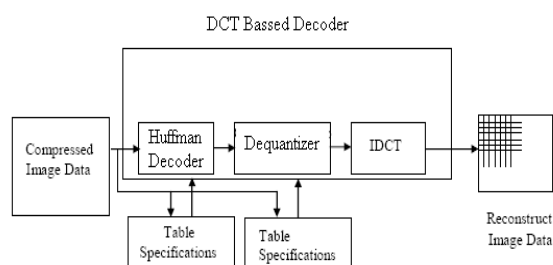 DCT Bassed Decoder
Compressed
Image Data
Huffman
Decoder
Dequantizer
IDCT
Table
Specifications
Table
Specifications
Reconstruct
Image Data